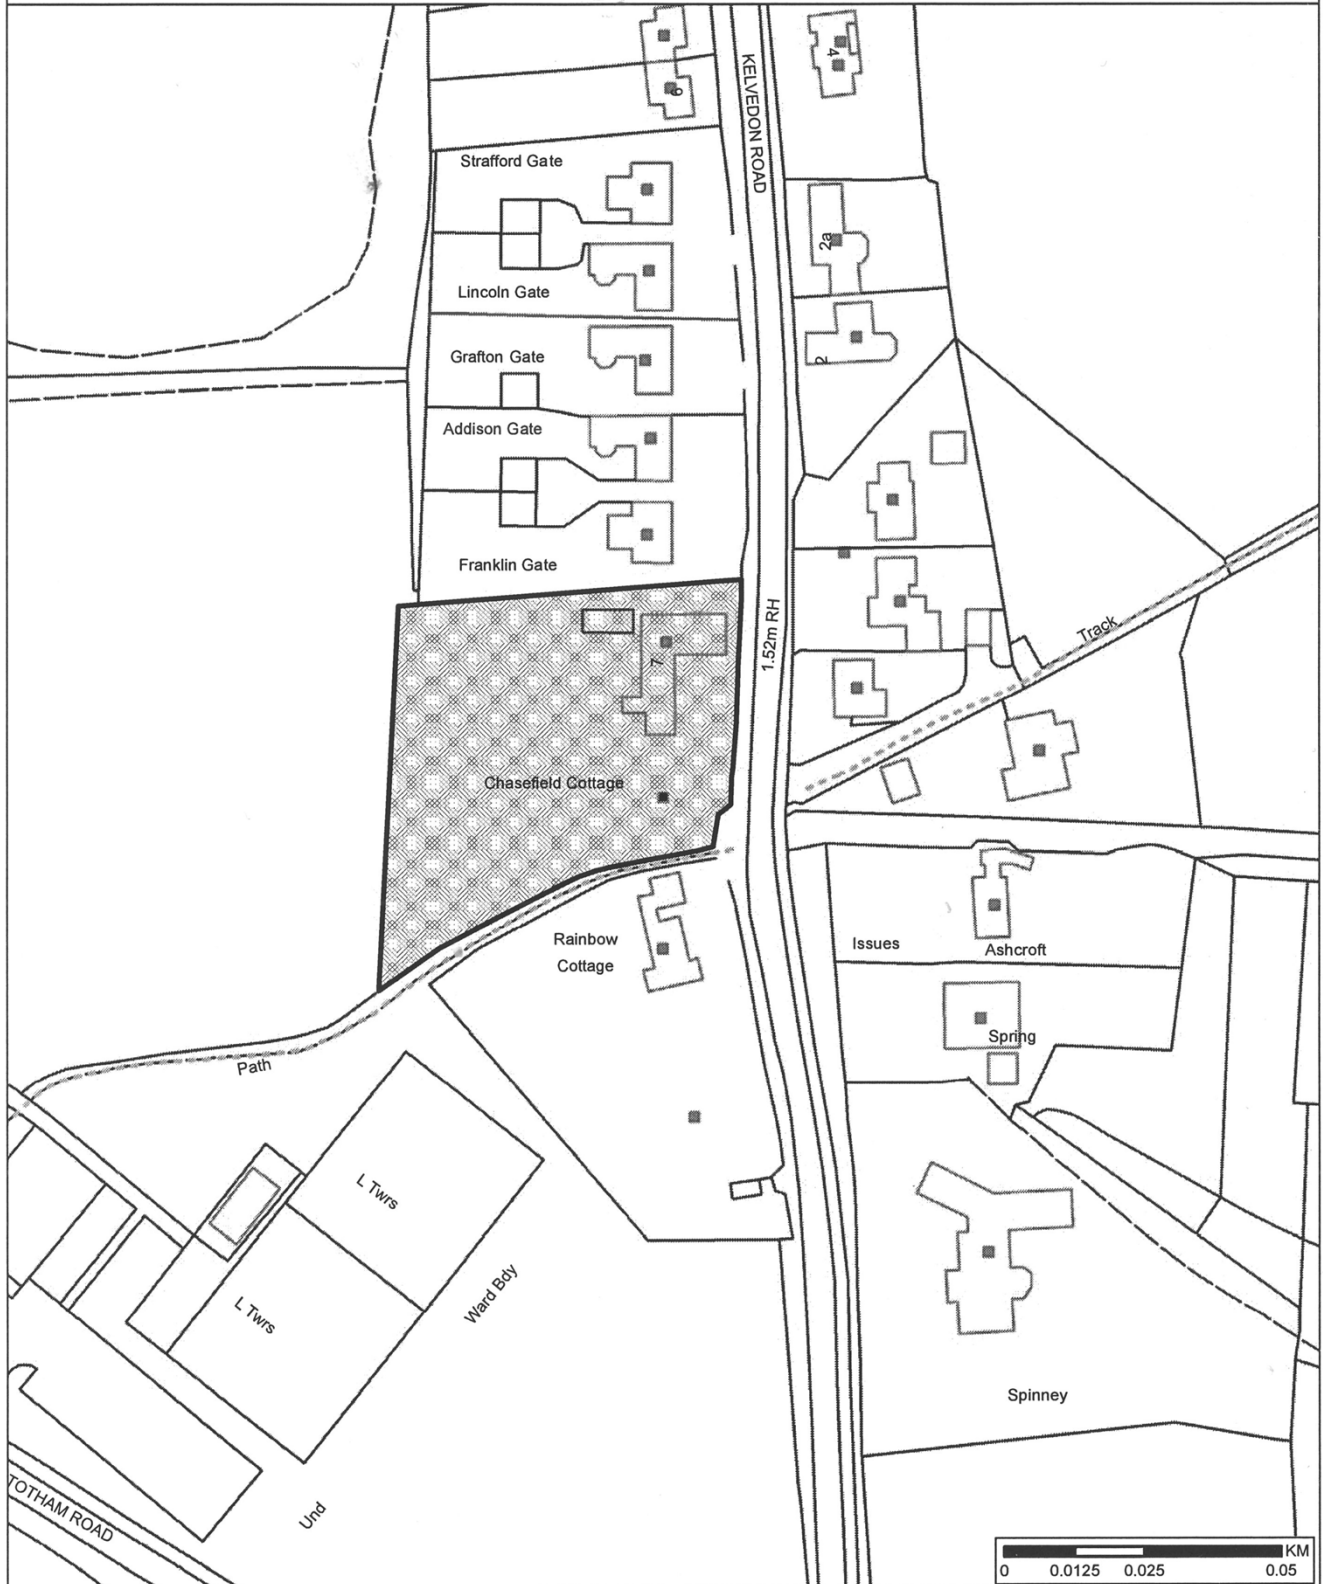 KELVEDON ROAD
4
6
Strafford Gate
2a
Lincoln Gate
Grafton Gate
2
Addison Gate
Franklin Gate
1.52m RH
Track
7
Chasefield Cottage
Rainbow
Cottage
Issues
Ashcroft
Spring
Path
L Twrs
L Twrs
Ward Bdy
Spinney
Und
TOTHAM ROAD
KM
0 0.0125 0.025 0.05